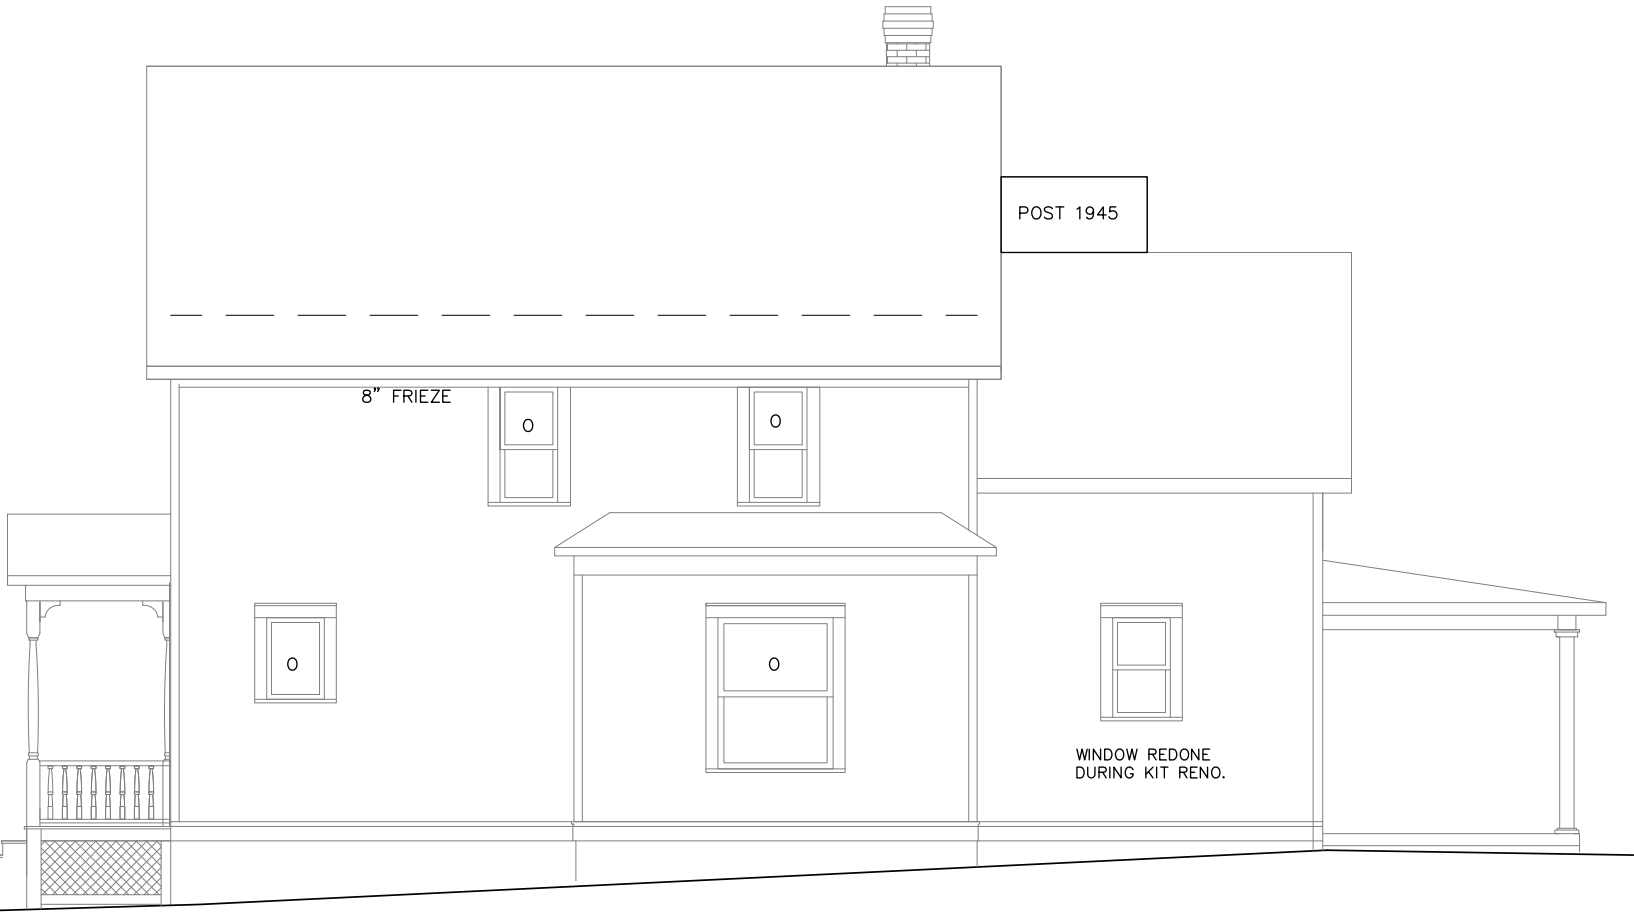 POST 1945
8” FRIEZE
O
O
O
O
WINDOW REDONE
DURING KIT RENO.